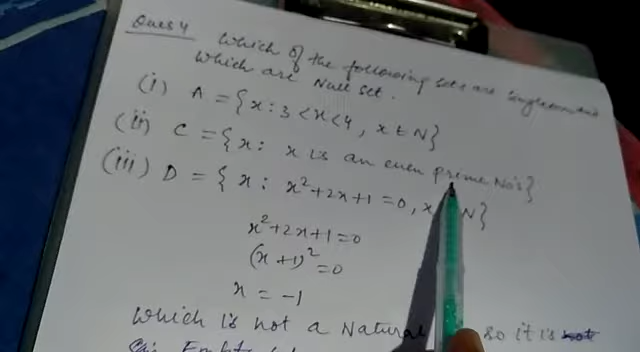 Ques 4 Which of the following sets are singleton and
which are Null set.
(i) A = {x : 3 < x < 4, x ∈ N}
(ii) C = {x : x is an even prime No's}
(iii) D = {x : x²+2x+1 = 0, x N}
x²+2x+1=0
(x+1)²=0
x = -1
Which is not a Natural so it is not